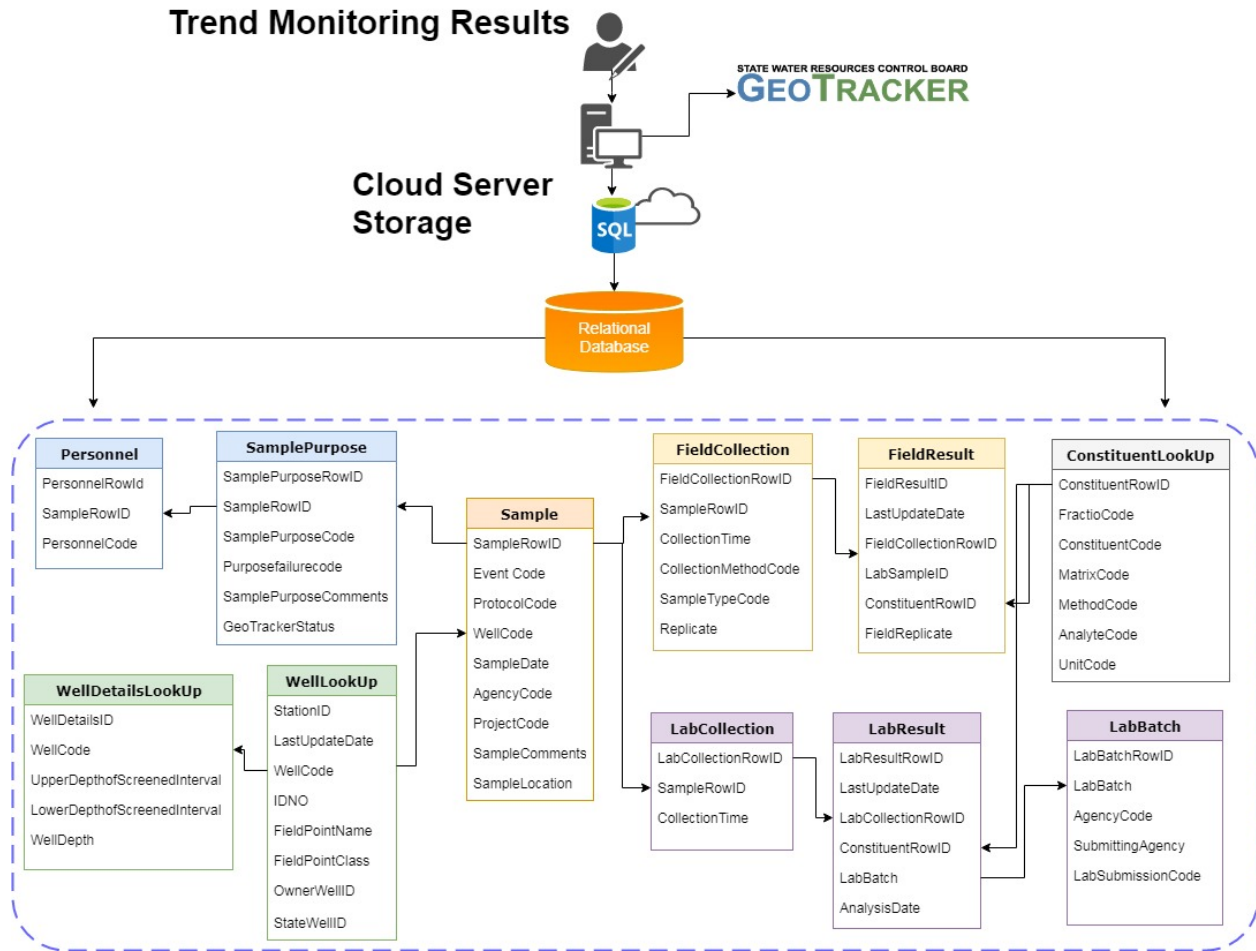 Trend Monitoring Results
STATE WATER RESOURCES CONTROL BOARD
GEOTRACKER
Cloud Server
Storage
SQL
Relational
Database
Personnel
PersonnelRowId
SampleRowID
PersonnelCode
SamplePurpose
SamplePurposeRowID
SampleRowID
SamplePurposeCode
Purposefailurecode
SamplePurposeComments
GeoTrackerStatus
WellDetailsLookUp
WellDetailsID
WellCode
UpperDepthofScreenedInterval
LowerDepthofScreenedInterval
WellDepth
WellLookUp
StationID
LastUpdateDate
WellCode
IDNO
FieldPointName
FieldPointClass
OwnerWellID
StateWellID
Sample
SampleRowID
Event Code
ProtocolCode
WellCode
SampleDate
AgencyCode
ProjectCode
SampleComments
SampleLocation
FieldCollection
FieldCollectionRowID
SampleRowID
CollectionTime
CollectionMethodCode
SampleTypeCode
Replicate
FieldResult
FieldResultID
LastUpdateDate
FieldCollectionRowID
LabSampleID
ConstituentRowID
FieldReplicate
ConstituentLookUp
ConstituentRowID
FractioCode
ConstituentCode
MatrixCode
MethodCode
AnalyteCode
UnitCode
LabCollection
LabCollectionRowID
SampleRowID
CollectionTime
LabResult
LabResultRowID
LastUpdateDate
LabCollectionRowID
ConstituentRowID
LabBatch
AnalysisDate
LabBatch
LabBatchRowID
LabBatch
AgencyCode
SubmittingAgency
LabSubmissionCode